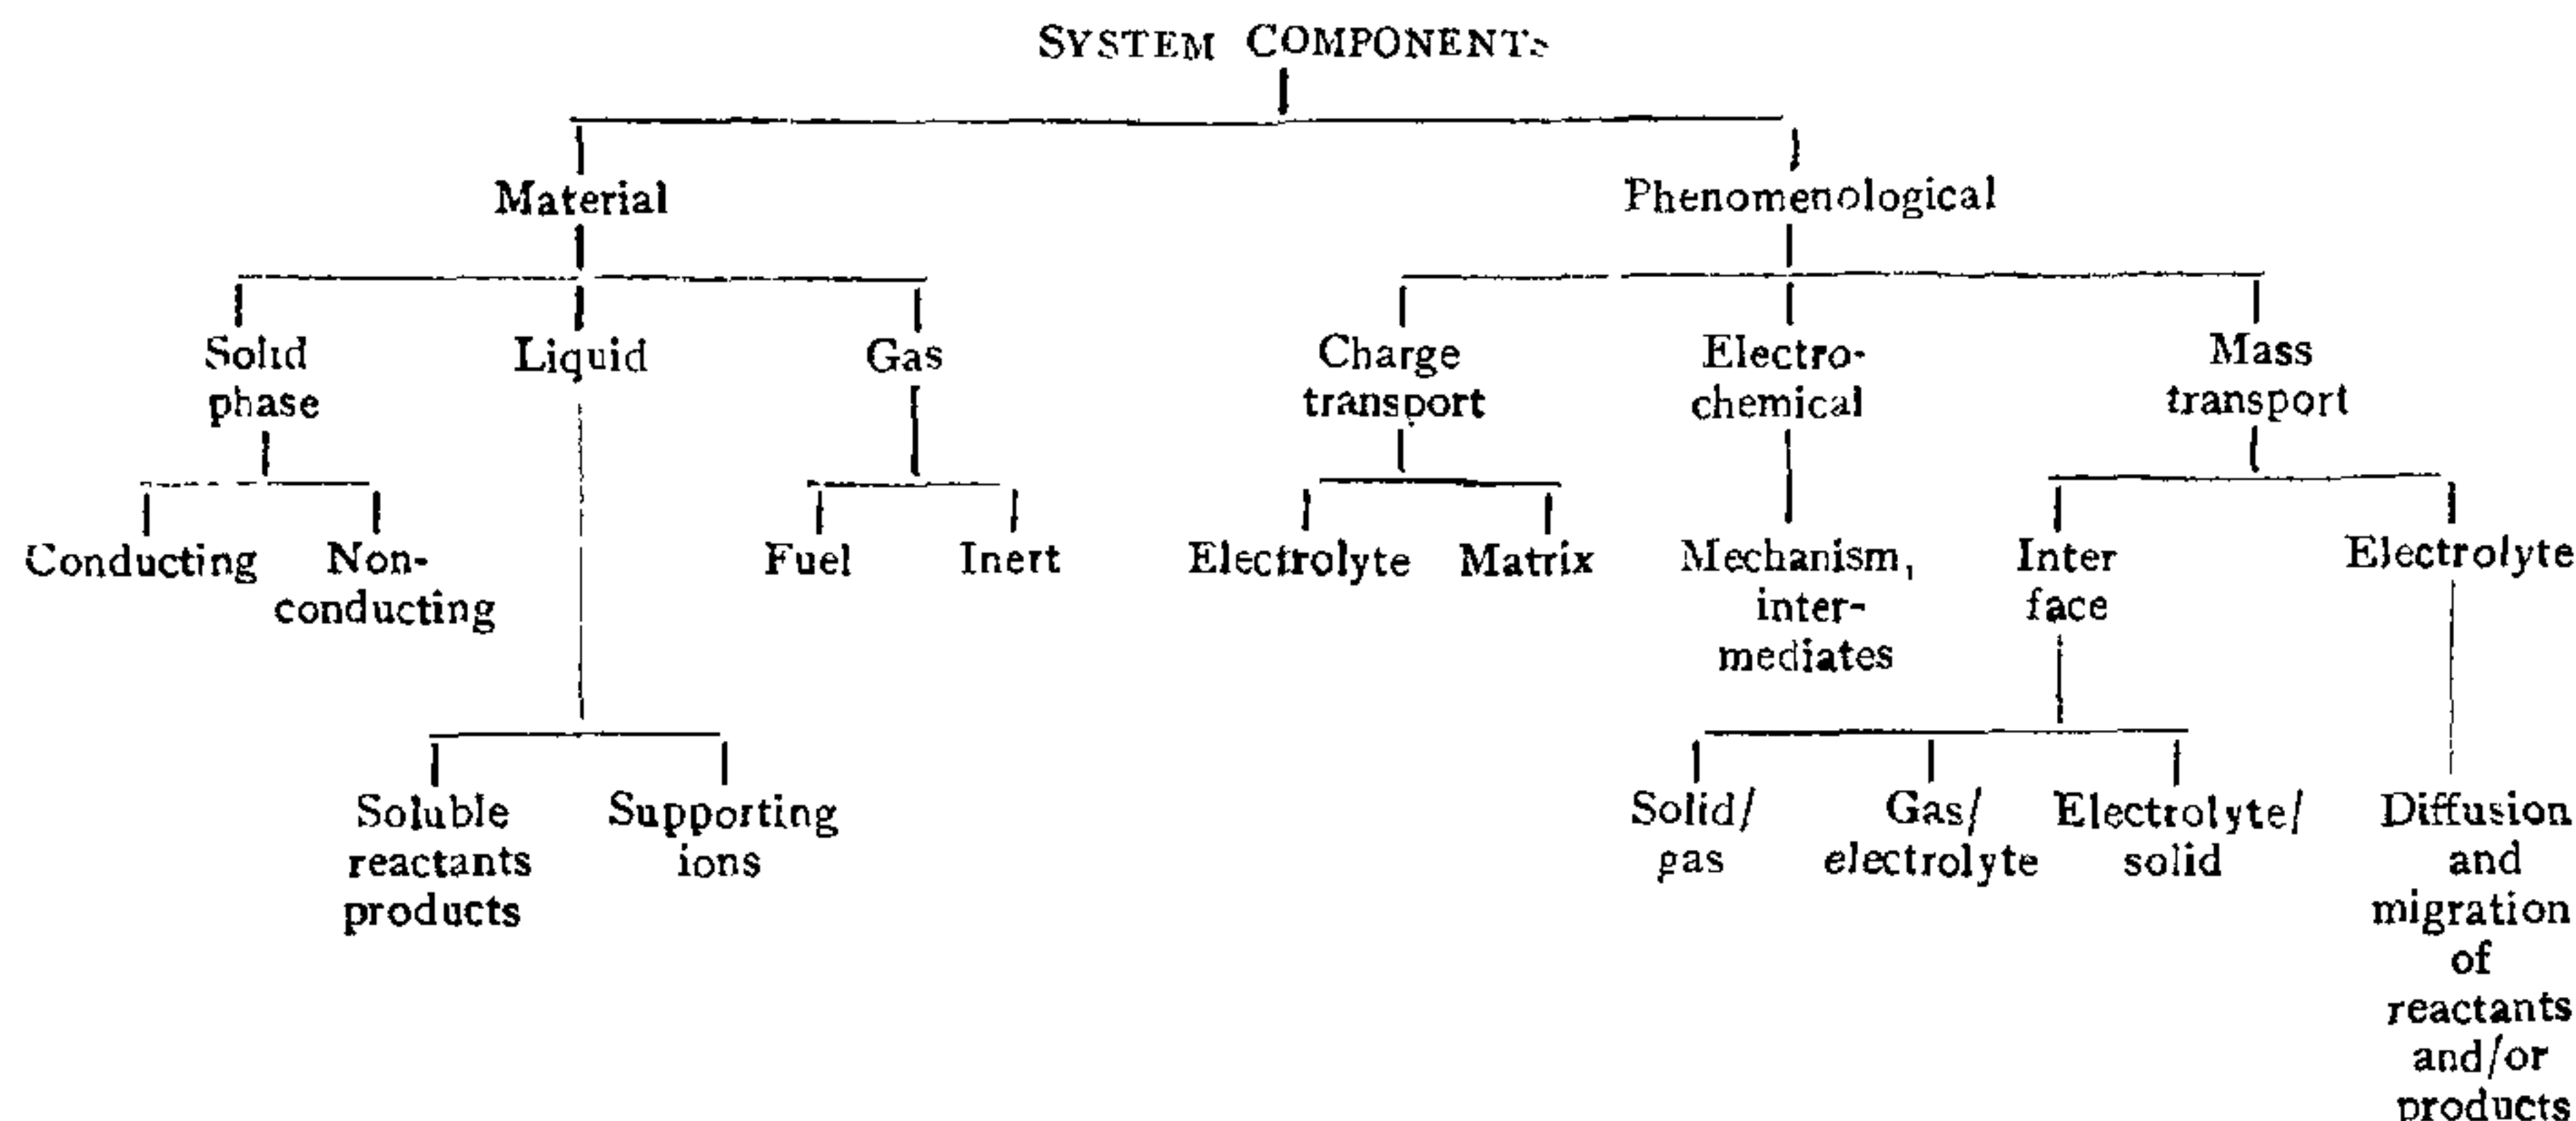 SYSTEM COMPONENTS
Material
Phenomenological
Solid
phase
Liquid
Gas
Charge
transport
Electro-
chemical
Mass
transport
Conducting
Non-
conducting
Fuel
Inert
Electrolyte
Matrix
Mechanism,
inter-
mediates
Inter
face
Electrolyte
Soluble
reactants
products
Supporting
ions
Solid/
gas
Gas/
electrolyte
Electrolyte/
solid
Diffusion
and
migration
of
reactants
and/or
products